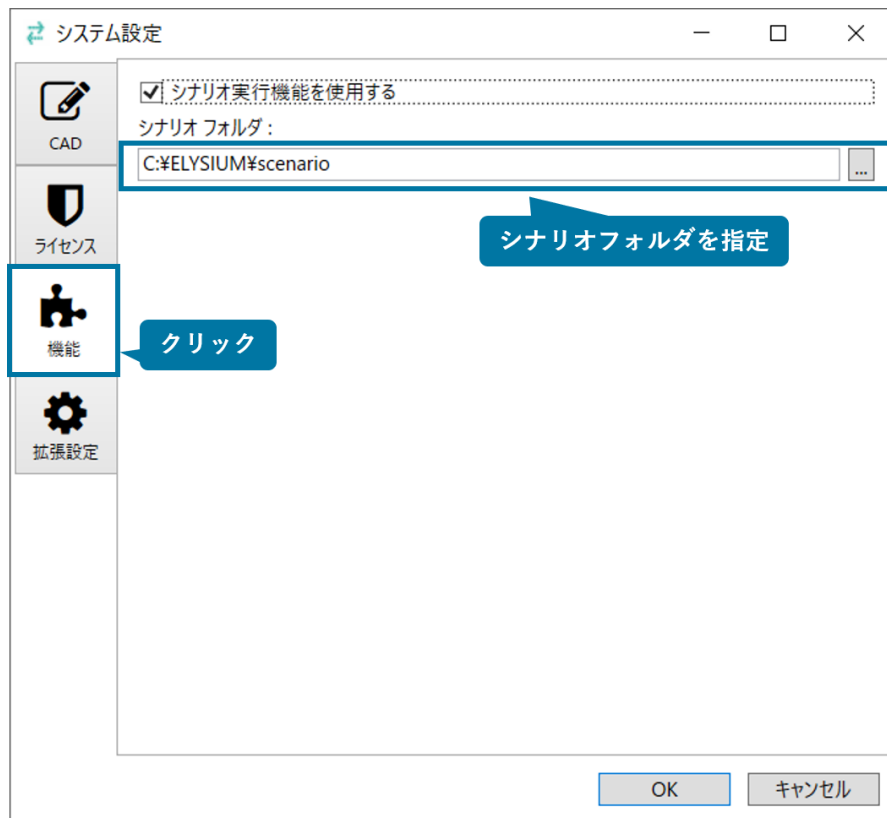 システム設定
CAD
ライセンス
機能
拡張設定
シナリオ実行機能を使用する
シナリオ フォルダ :
C:¥ELYSIUM¥scenario
...
シナリオフォルダを指定
クリック
OK
キャンセル